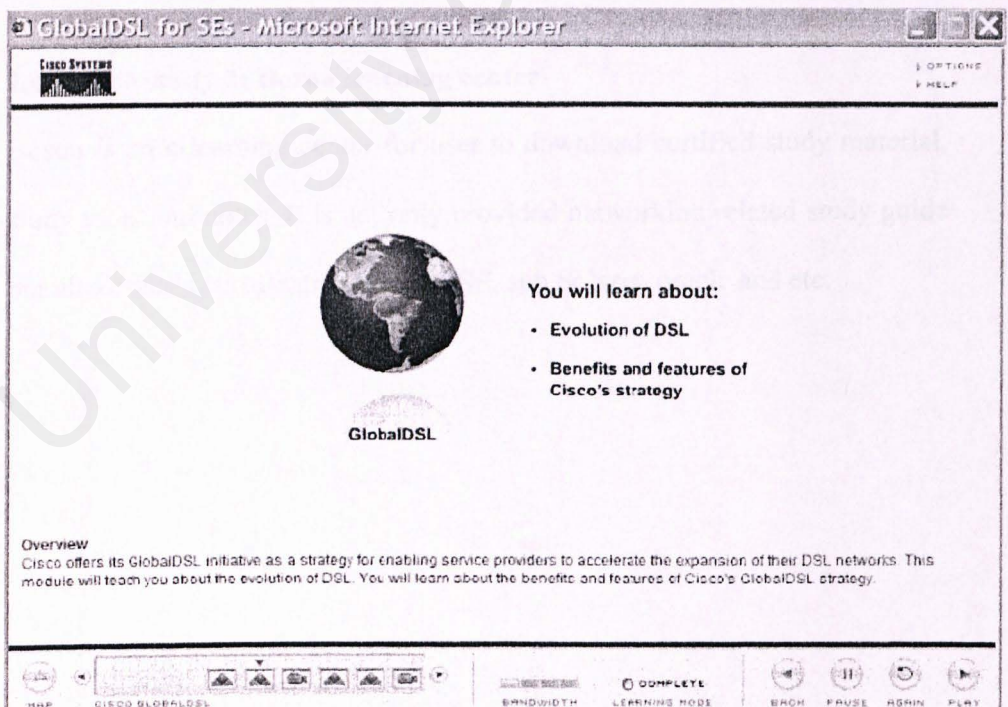 GlobalDSL for SEs - Microsoft Internet Explorer
CISCO SYSTEMS
OPTIONS
HELP
You will learn about:
• Evolution of DSL
• Benefits and features of
Cisco's strategy
GlobalDSL
Overview
Cisco offers its GlobalDSL initiative as a strategy for enabling service providers to accelerate the expansion of their DSL networks. This
module will teach you about the evolution of DSL. You will learn about the benefits and features of Cisco's GlobalDSL strategy.
COMPLETE
MAP CISCO GLOBALDSL BANDWIDTH LEARNING MODE BACK PAUSE AGAIN PLAY
University